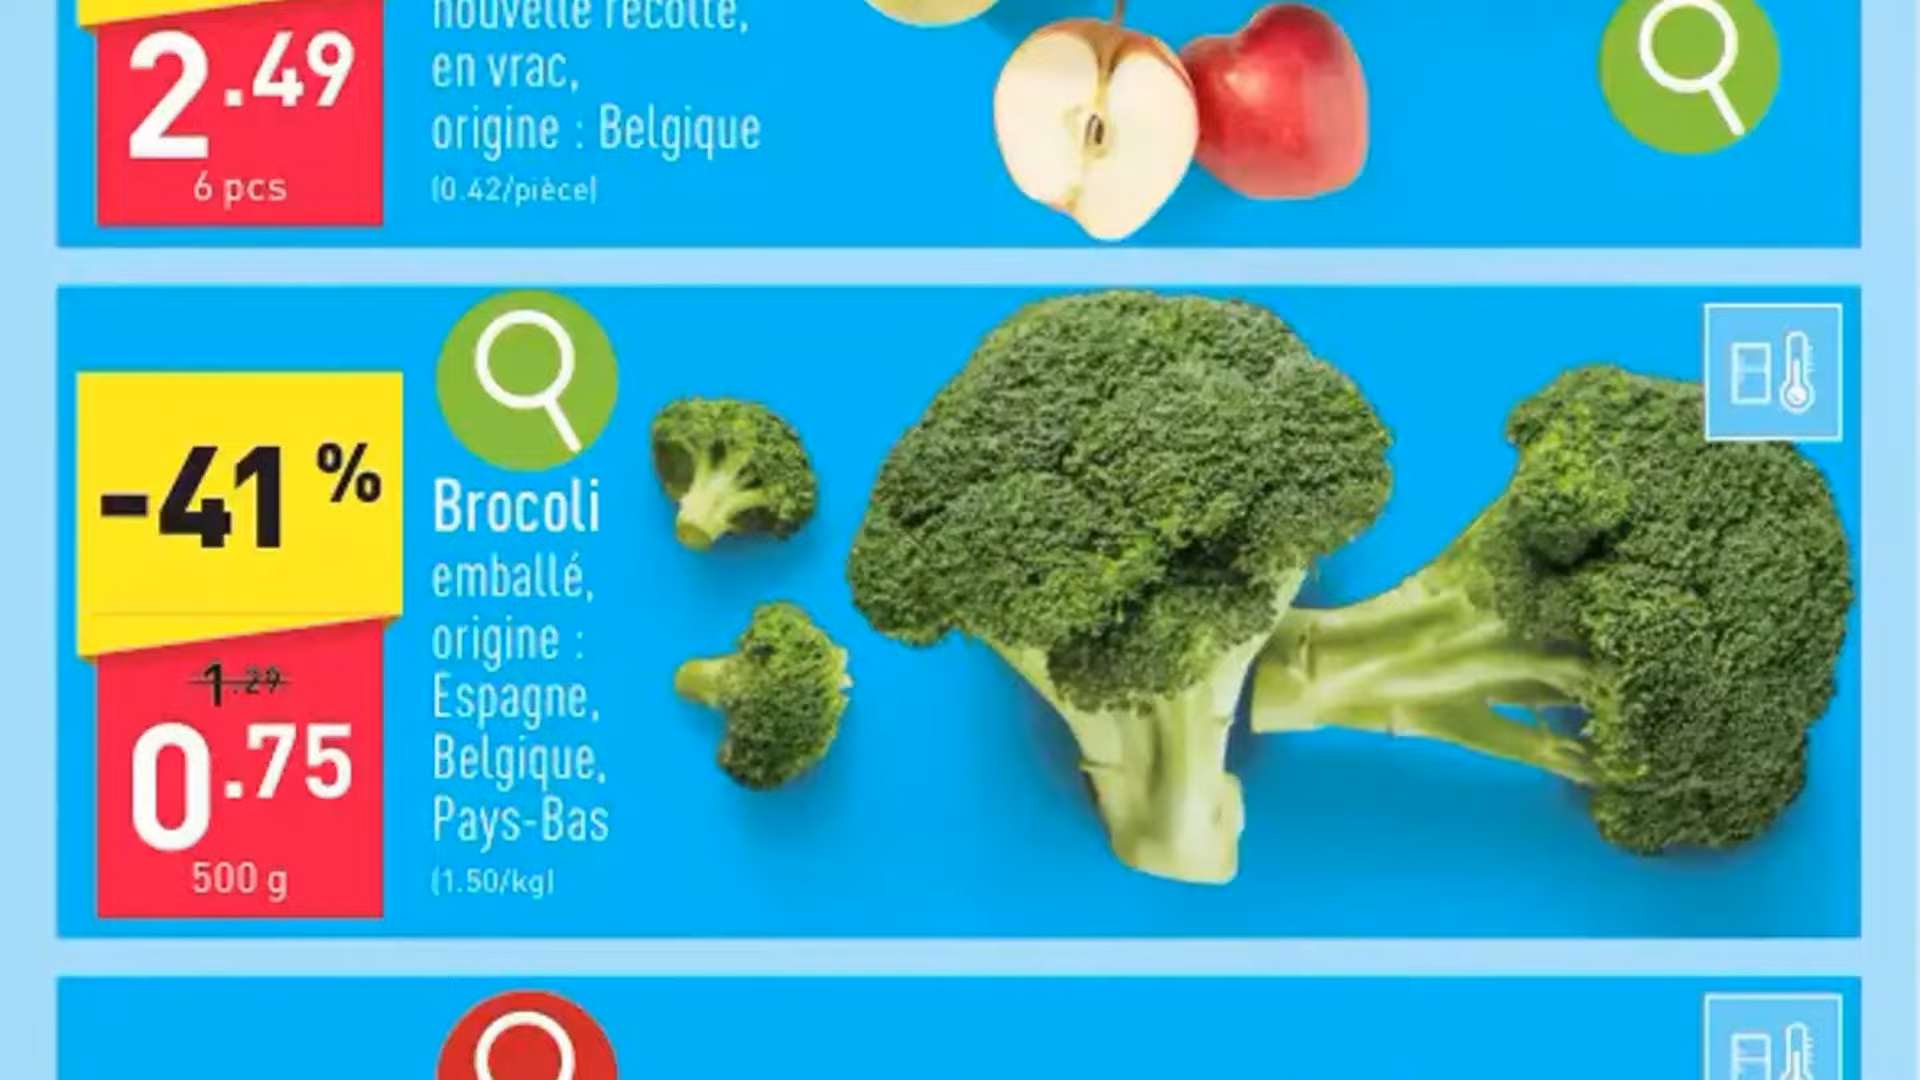 nouvelle récolte,
en vrac,
origine : Belgique
(0.42/pièce)
2.49
6 pcs
-41 %
1.29
0.75
500 g
Brocoli
emballé,
origine :
Espagne,
Belgique,
Pays-Bas
(1.50/kg)